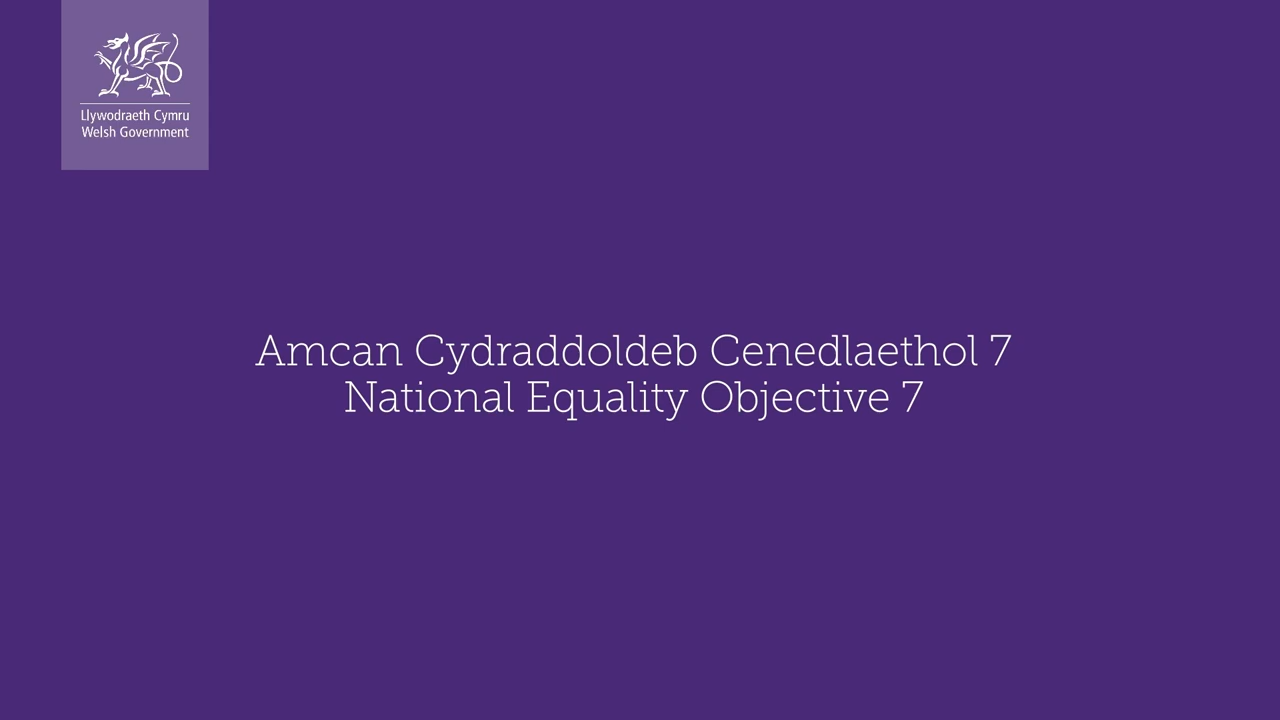 Llywodraeth Cymru
Welsh Government
Amcan Cydraddoldeb Cenedlaethol 7
National Equality Objective 7